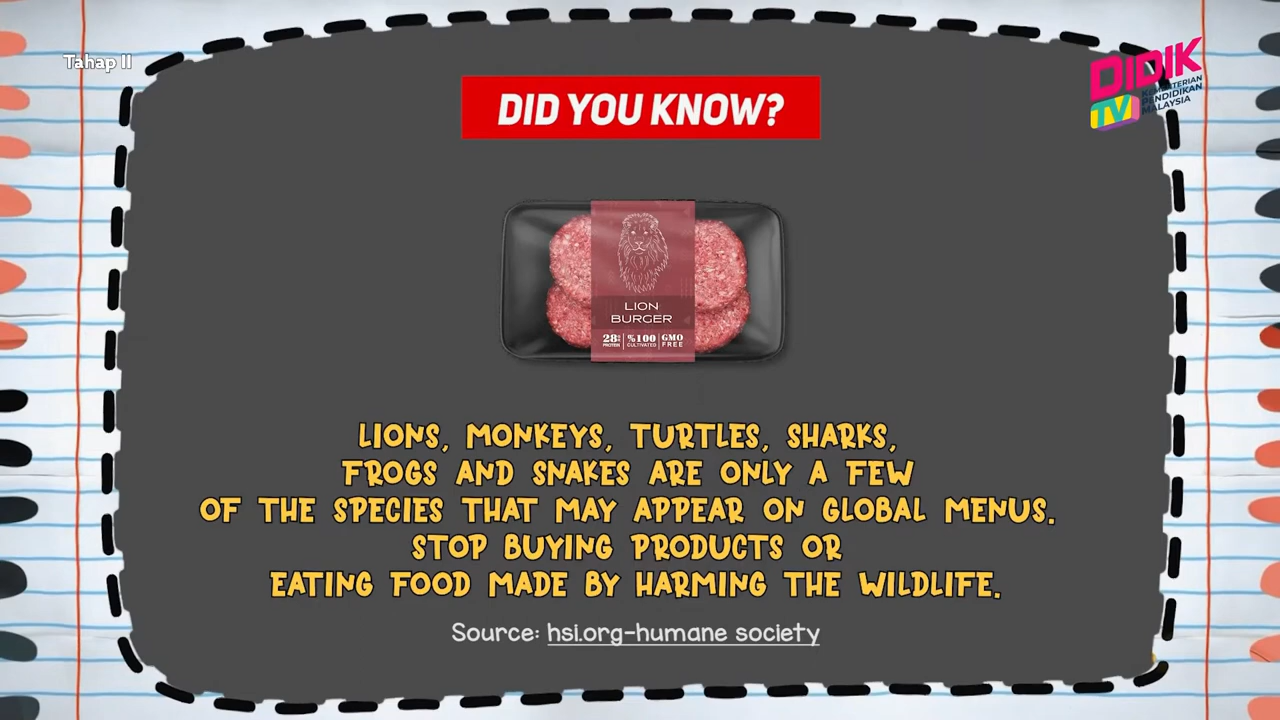 Tahap II
DIDIK
TV
KEMENTERIAN
PENDIDIKAN
MALAYSIA
DID YOU KNOW?
LION
BURGER
28g %100 GMO
PROTEIN CULTIVATED FREE
LIONS, MONKEYS, TURTLES, SHARKS,
FROGS AND SNAKES ARE ONLY A FEW
OF THE SPECIES THAT MAY APPEAR ON GLOBAL MENUS.
STOP BUYING PRODUCTS OR
EATING FOOD MADE BY HARMING THE WILDLIFE.
Source: hsi.org-humane society